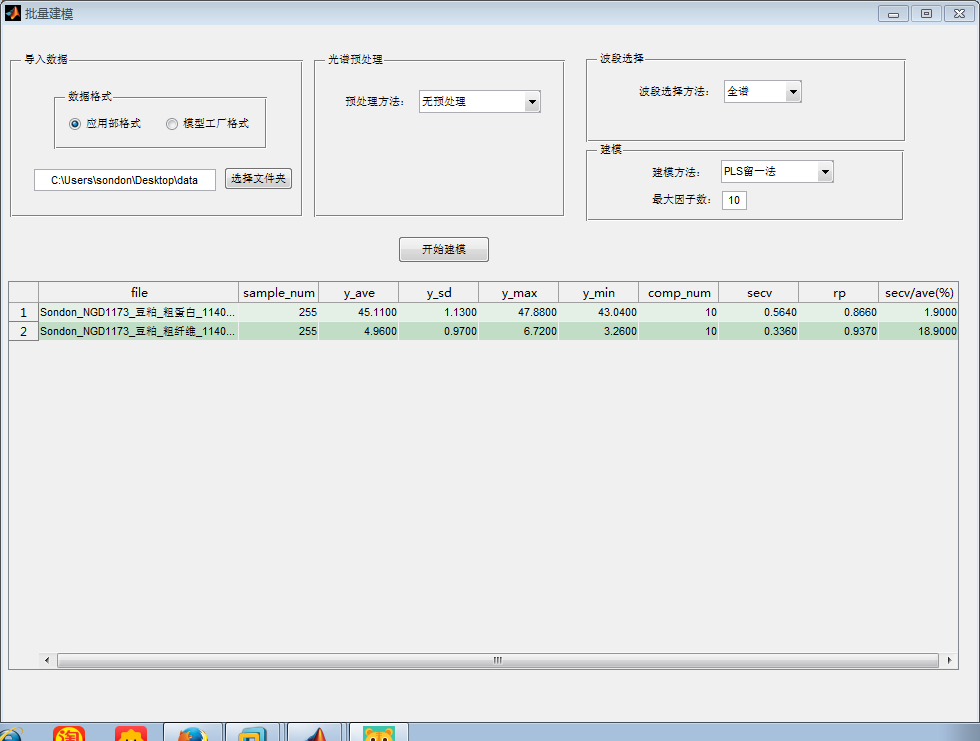 批量建模
导入数据
数据格式
应用部格式 模型工厂格式
C:\Users\sondon\Desktop\data 选择文件夹
光谱预处理
预处理方法: 无预处理
波段选择
波段选择方法: 全谱
建模
建模方法: PLS留一法
最大因子数: 10
开始建模
file sample_num y_ave y_sd y_max y_min comp_num secv rp secv/ave(%)
1 Sondon_NGD1173_豆粕_粗蛋白_1140... 255 45.1100 1.1300 47.8800 43.0400 10 0.5640 0.8660 1.9000
2 Sondon_NGD1173_豆粕_粗纤维_1140... 255 4.9600 0.9700 6.7200 3.2600 10 0.3360 0.9370 18.9000
淘